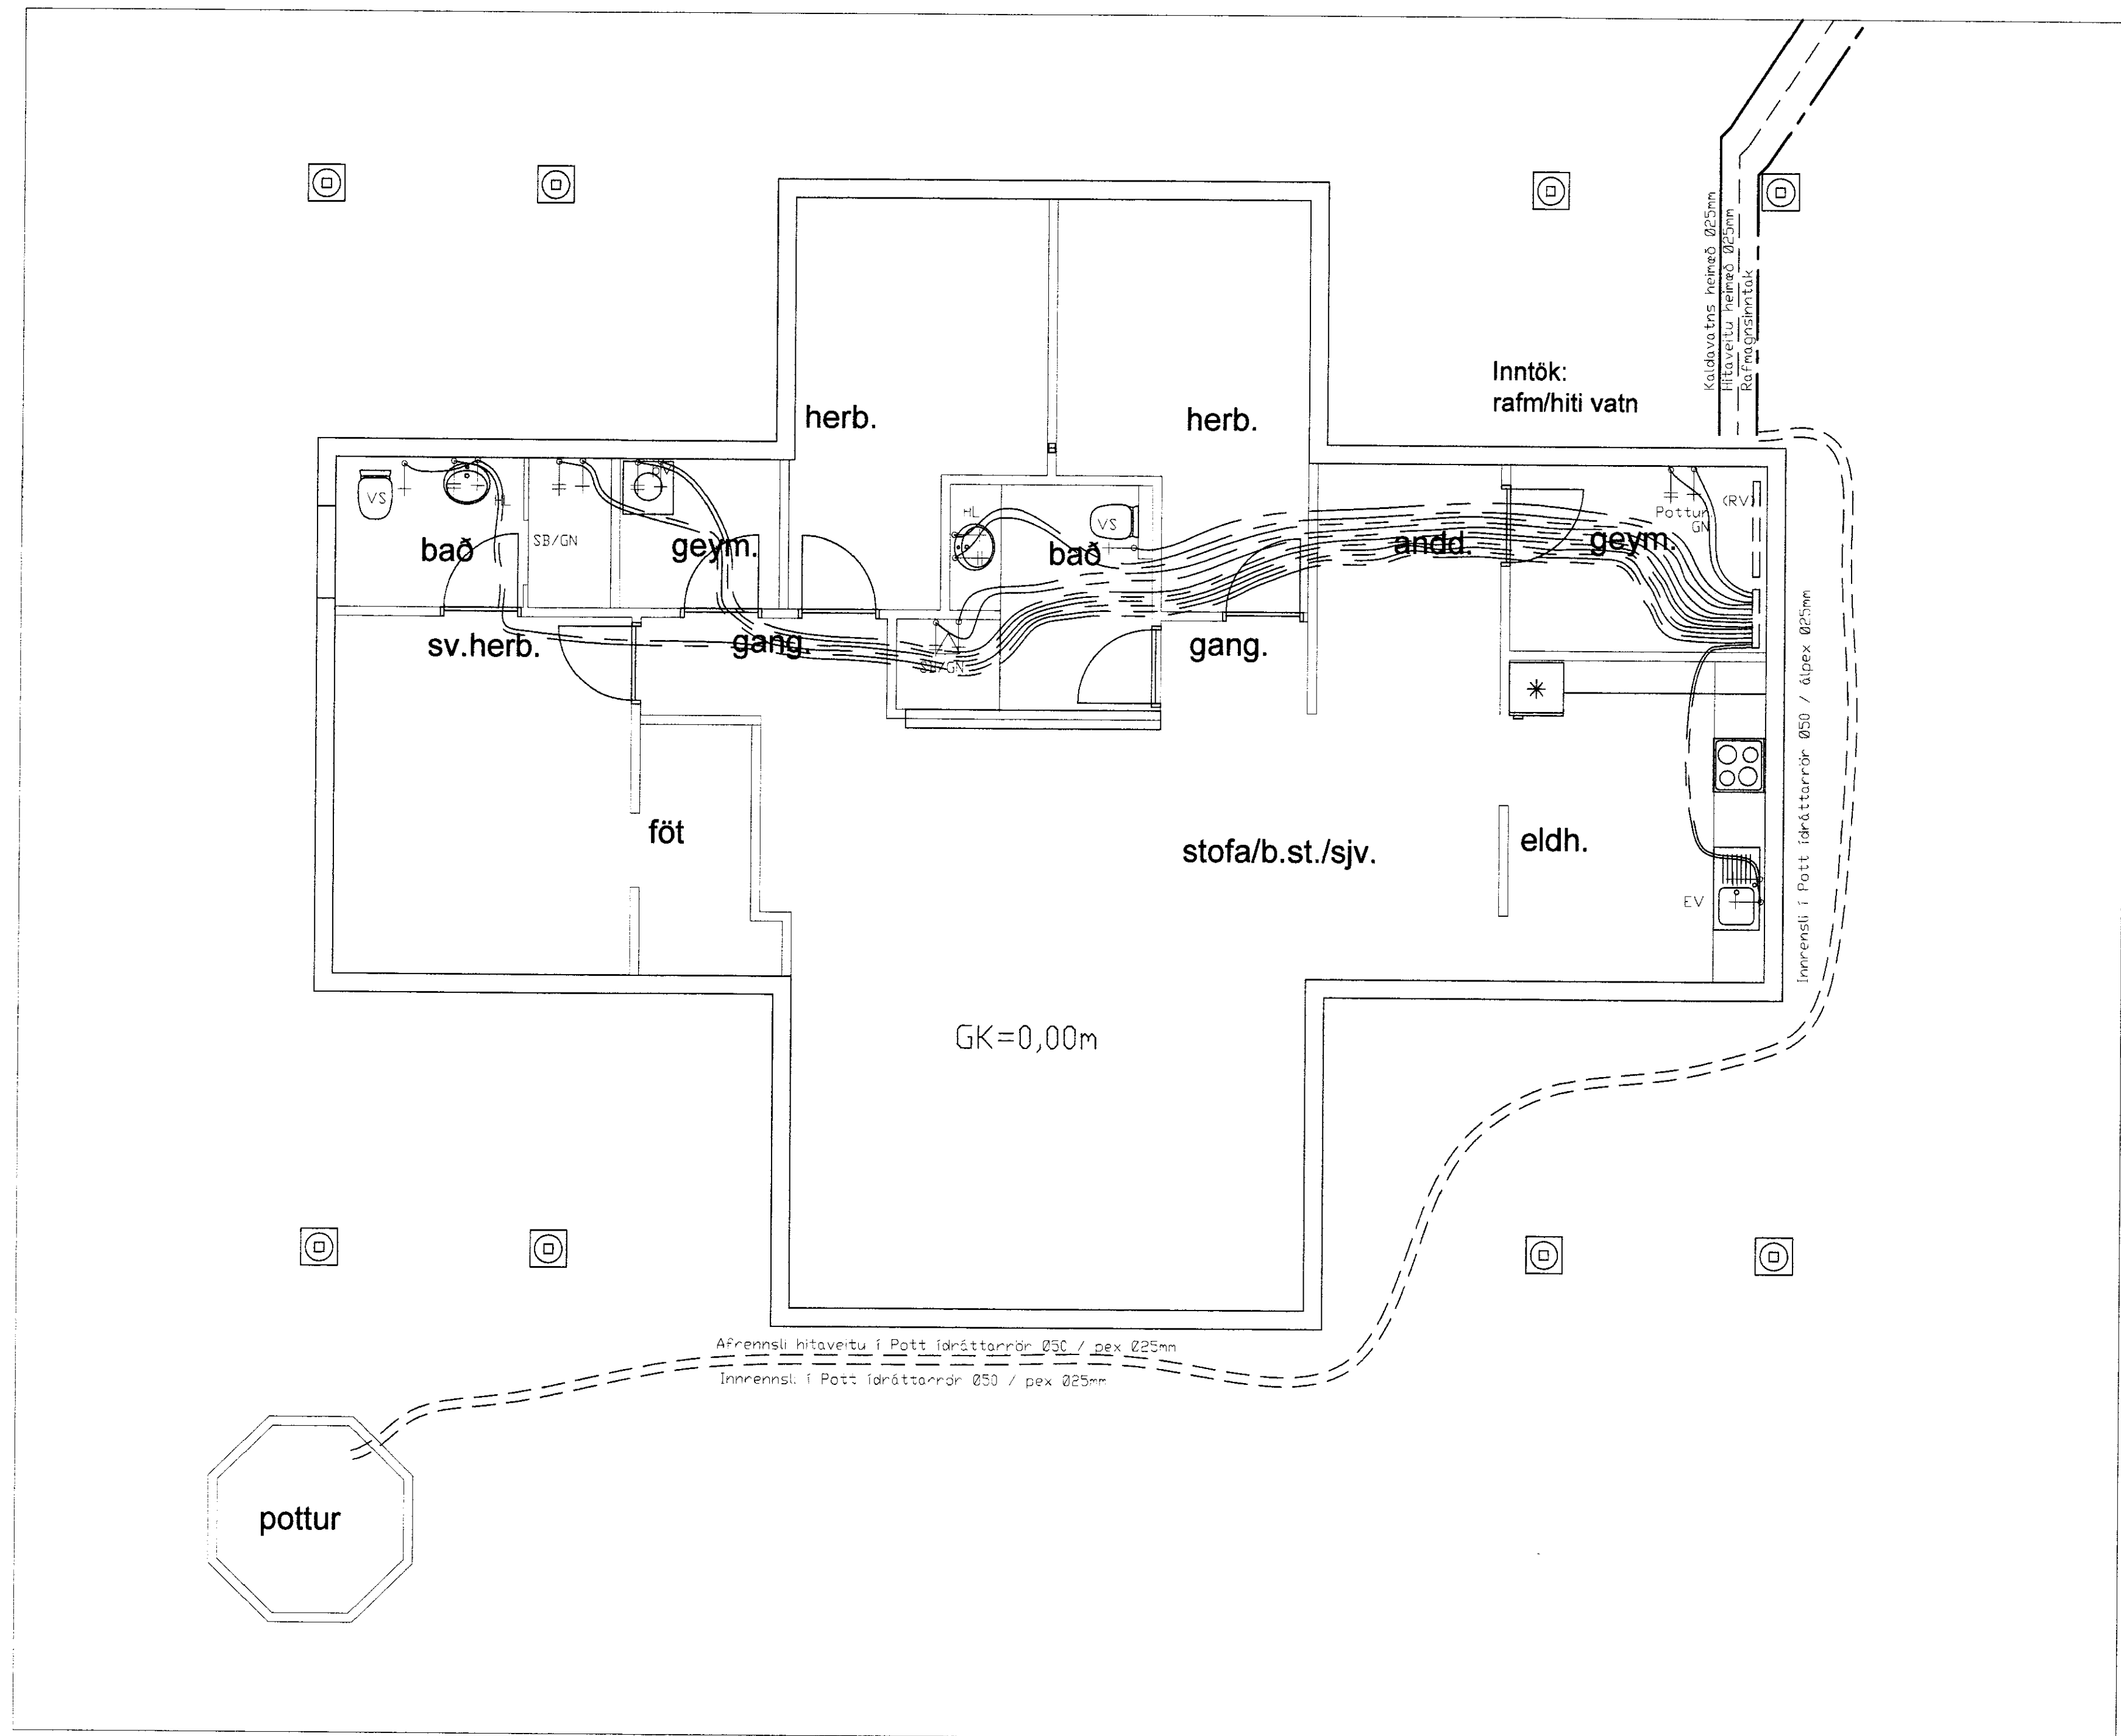 Kaldavatns heimæð Ø25mm
Hitaveitu heimæð Ø25mm
Rafmagnsinntak
Inntök:
rafm/hiti vatn
herb.
herb.
VS
HL
VS
(RV)
Pottur
GN
SB/GN
bað
geym.
bað
andd.
geym.
sv.herb.
gang.
SB/GN
gang.
Innrensli í Pott ídráttarrör Ø50 / álpex Ø25mm
föt
stofa/b.st./sjv.
eldh.
EV
GK=0,00m
Afrennsli hitaveitu í Pott ídráttarrör Ø50 / pex Ø25mm
Innrennsli í Pott ídráttarrör Ø50 / pex Ø25mm
pottur